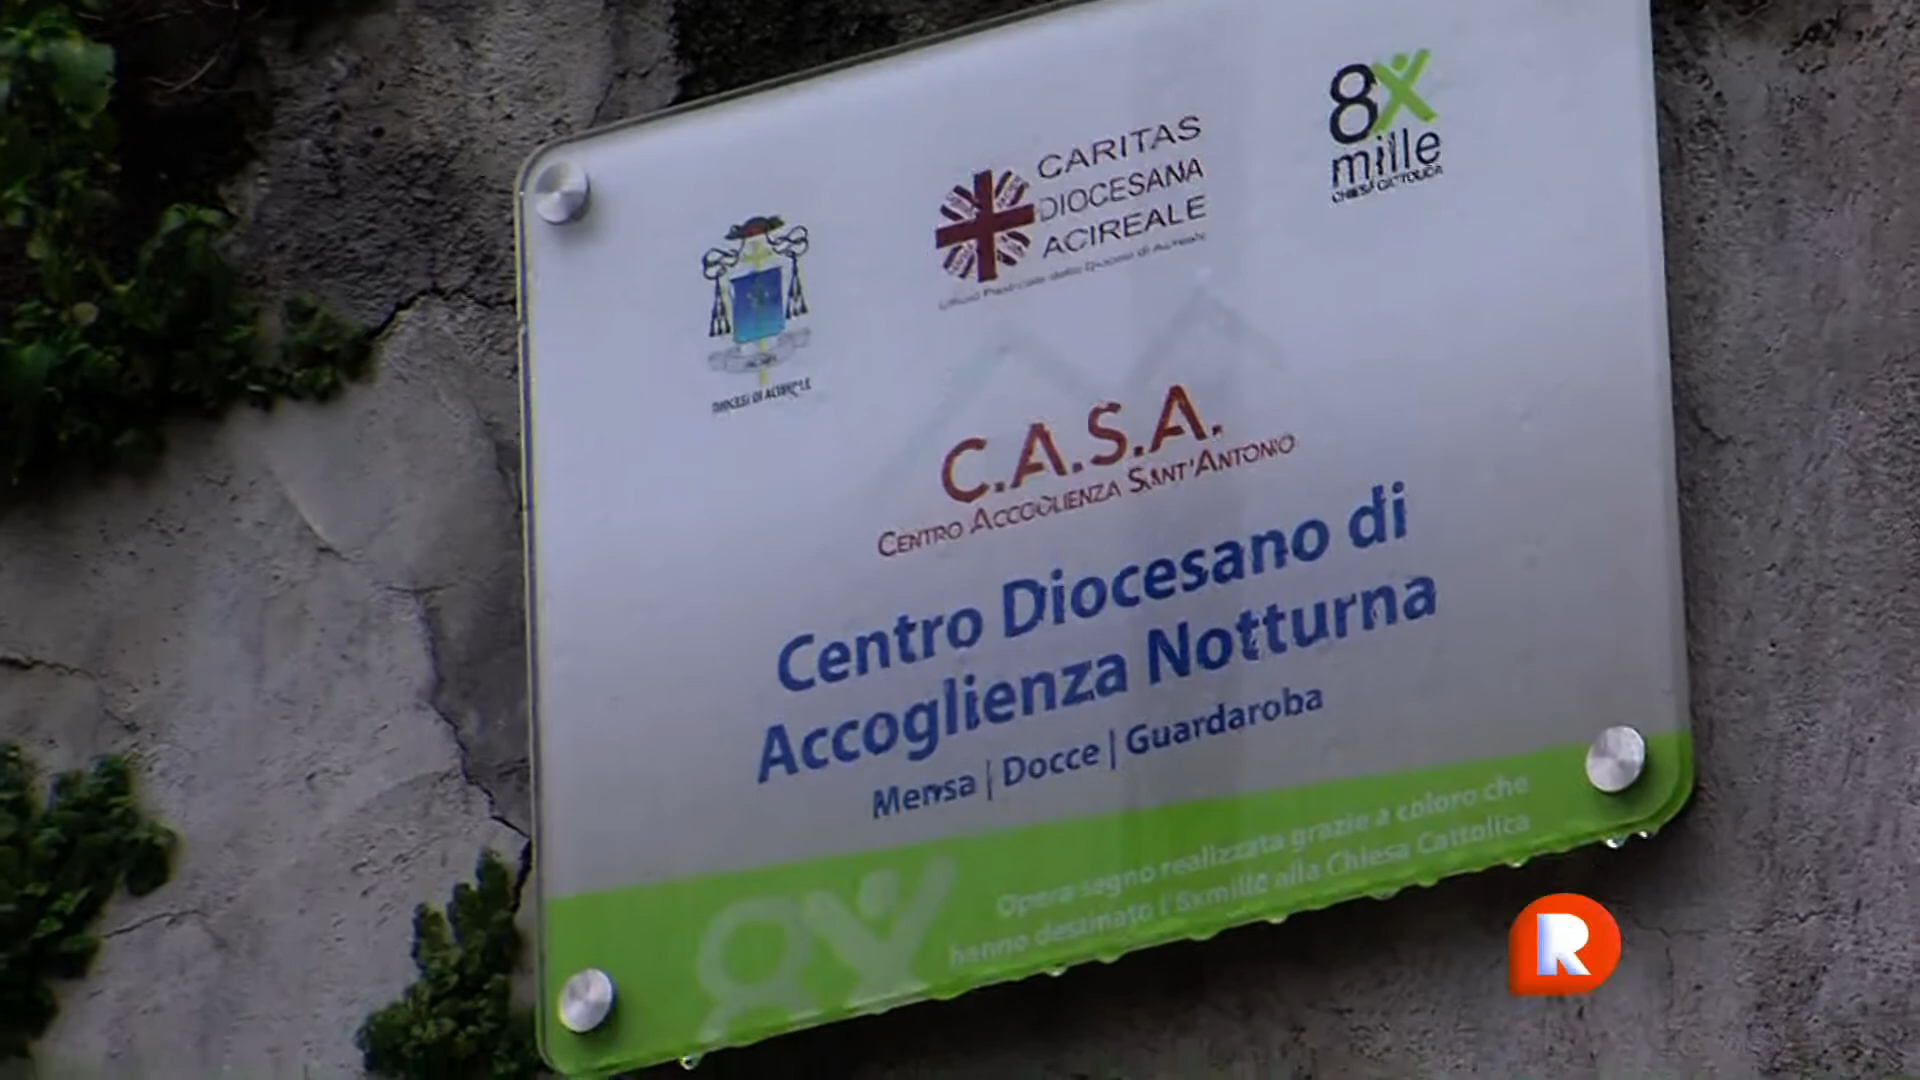 8x
mille
CHIESA CATTOLICA
CARITAS
DIOCESANA
ACIREALE
Ufficio Pastorale della Diocesi di Acireale
DIOCESI DI ACIREALE
C.A.S.A.
CENTRO ACCOGLIENZA SANT'ANTONIO
Centro Diocesano di
Accoglienza Notturna
Mensa | Docce | Guardaroba
Opera segno realizzata grazie a coloro che
hanno destinato l'8xmille alla Chiesa Cattolica
R